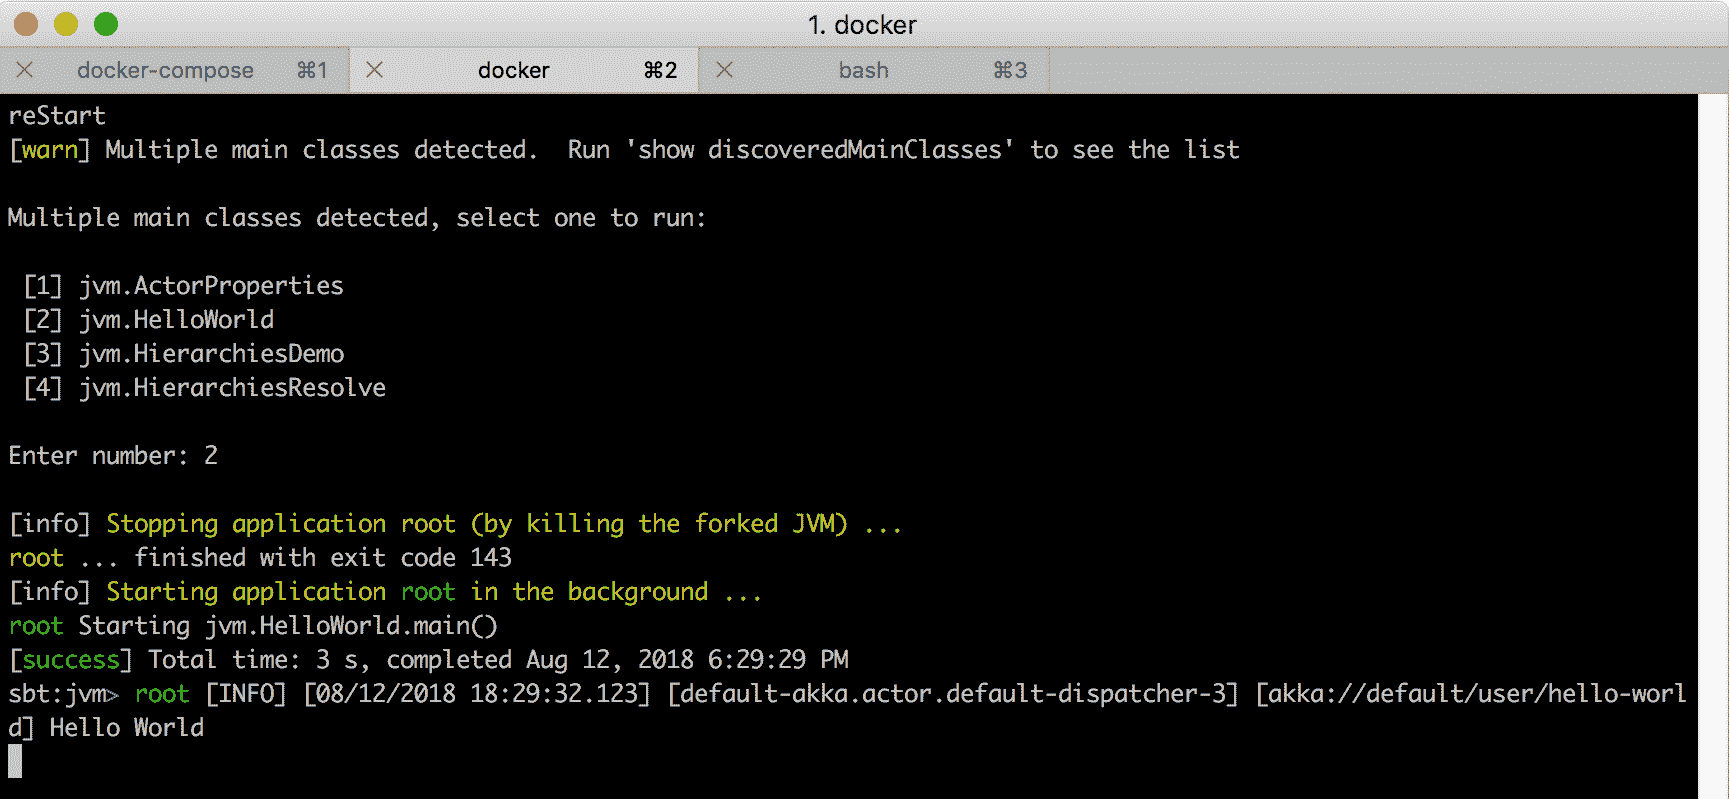 1. docker
docker-compose ⌘1 docker ⌘2 bash ⌘3
reStart
[warn] Multiple main classes detected.  Run 'show discoveredMainClasses' to see the list
Multiple main classes detected, select one to run:
[1] jvm.ActorProperties
[2] jvm.HelloWorld
[3] jvm.HierarchiesDemo
[4] jvm.HierarchiesResolve
Enter number: 2
[info] Stopping application root (by killing the forked JVM) ...
root ... finished with exit code 143
[info] Starting application root in the background ...
root Starting jvm.HelloWorld.main()
[success] Total time: 3 s, completed Aug 12, 2018 6:29:29 PM
sbt:jvm> root [INFO] [08/12/2018 18:29:32.123] [default-akka.actor.default-dispatcher-3] [akka://default/user/hello-worl
d] Hello World